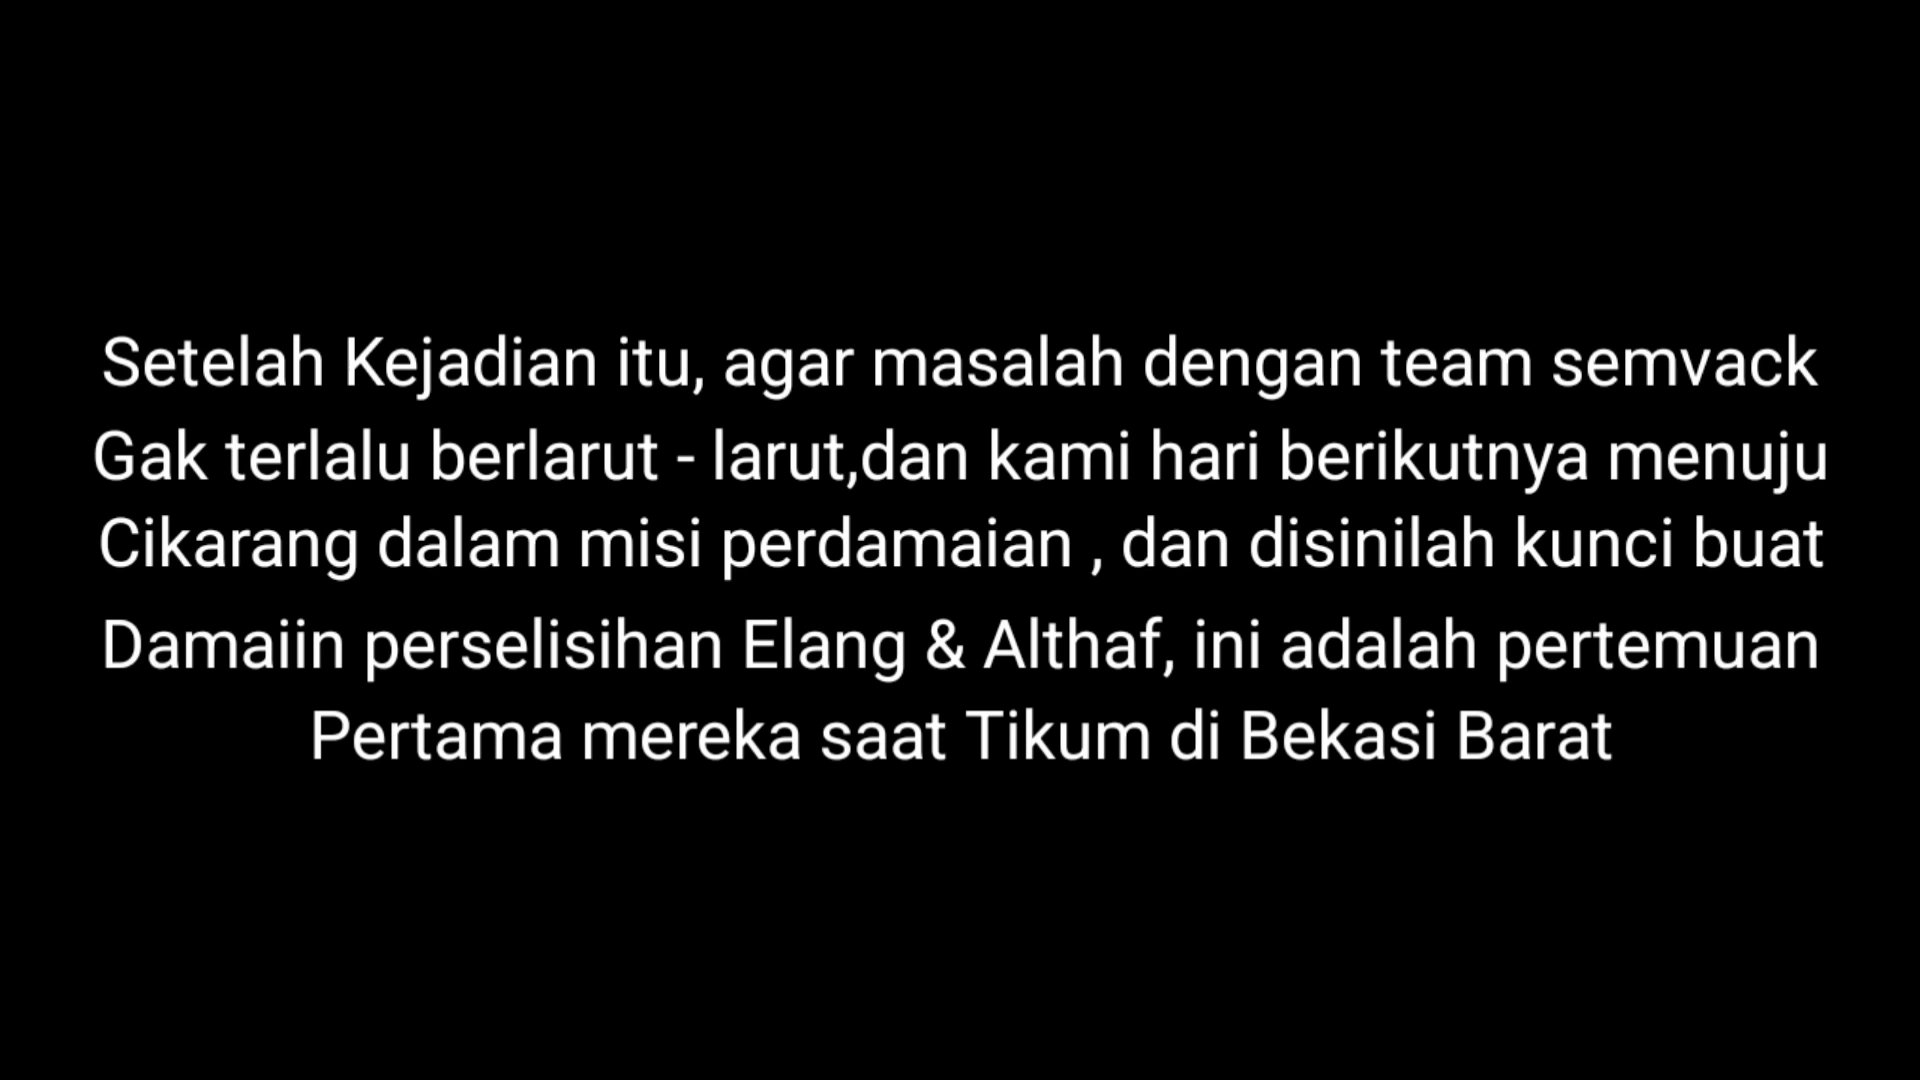 Setelah Kejadian itu, agar masalah dengan team semvack
Gak terlalu berlarut - larut,dan kami hari berikutnya menuju
Cikarang dalam misi perdamaian , dan disinilah kunci buat
Damaiin perselisihan Elang & Althaf, ini adalah pertemuan
Pertama mereka saat Tikum di Bekasi Barat